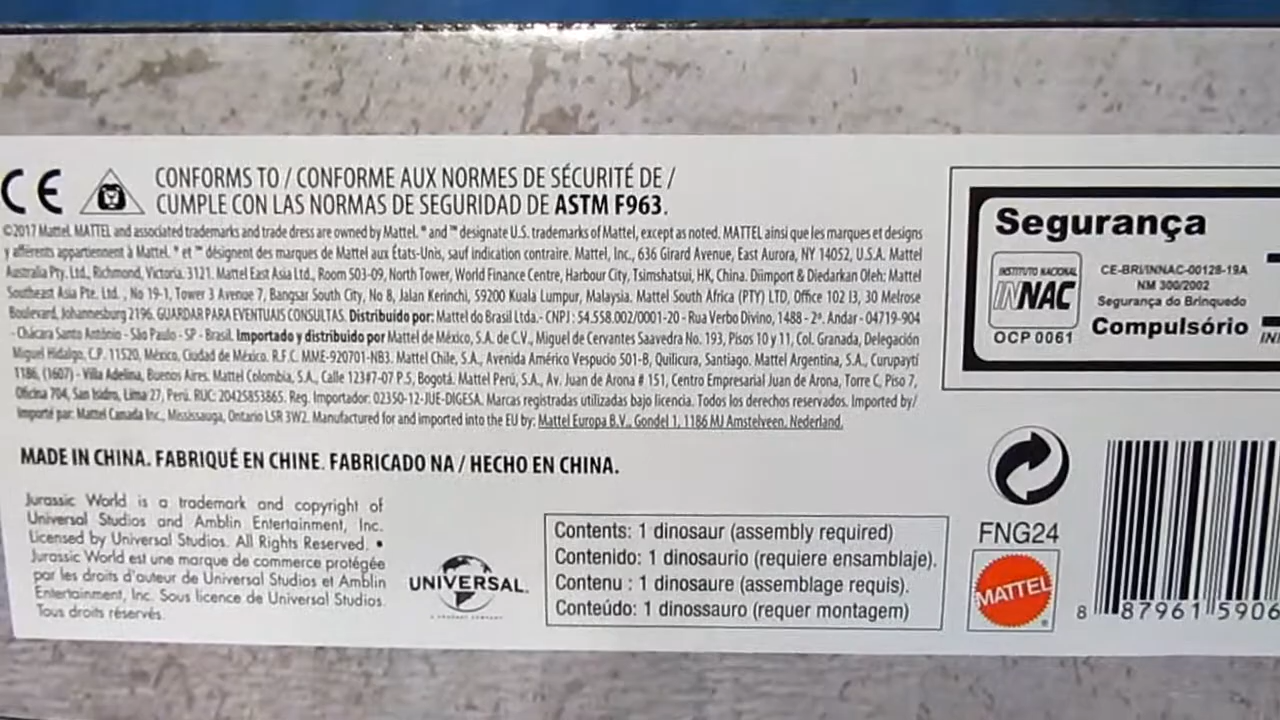 CE CONFORMS TO / CONFORME AUX NORMES DE SÉCURITÉ DE /
CUMPLE CON LAS NORMAS DE SEGURIDAD DE ASTM F963.
©2017 Mattel. MATTEL and associated trademarks and trade dress are owned by Mattel. ® and ™ designate U.S. trademarks of Mattel, except as noted. MATTEL ainsi que les marques et designs
y afférents appartiennent à Mattel. ® et ™ désignent des marques de Mattel aux États-Unis, sauf indication contraire. Mattel, Inc., 636 Girard Avenue, East Aurora, NY 14052, U.S.A. Mattel
Australia Pty. Ltd., Richmond, Victoria. 3121. Mattel East Asia Ltd., Room 503-09, North Tower, World Finance Centre, Harbour City, Tsimshatsui, HK, China. Diimport & Diedarkan Oleh: Mattel
Southeast Asia Pte. Ltd. , No 19-1, Tower 3 Avenue 7, Bangsar South City, No 8, Jalan Kerinchi, 59200 Kuala Lumpur, Malaysia. Mattel South Africa (PTY) LTD, Office 102 I3, 30 Melrose
Boulevard, Johannesburg 2196. GUARDAR PARA EVENTUAIS CONSULTAS. Distribuido por: Mattel do Brasil Ltda.- CNPJ : 54.558.002/0001-20 - Rua Verbo Divino, 1488 - 2º. Andar - 04719-904
- Chácara Santo Antônio - São Paulo - SP - Brasil. Importado y distribuido por Mattel de México, S.A. de C.V., Miguel de Cervantes Saavedra No. 193, Pisos 10 y 11, Col. Granada, Delegación
Miguel Hidalgo, C.P. 11520, México, Ciudad de México. R.F.C. MME-920701-NB3. Mattel Chile, S.A., Avenida Américo Vespucio 501-B, Quilicura, Santiago. Mattel Argentina, S.A., Curupaytí
1186, (1607) - Villa Adelina, Buenos Aires. Mattel Colombia, S.A., Calle 123#7-07 P.5, Bogotá. Mattel Perú, S.A., Av. Juan de Arona # 151, Centro Empresarial Juan de Arona, Torre C, Piso 7,
Oficina 704, San Isidro, Lima 27, Perú. RUC: 20425853865. Reg. Importador: 02350-12-JUE-DIGESA. Marcas registradas utilizadas bajo licencia. Todos los derechos reservados. Imported by/
Importé par: Mattel Canada Inc., Mississauga, Ontario L5R 3W2. Manufactured for and imported into the EU by: Mattel Europa B.V., Gondel 1, 1186 MJ Amstelveen, Nederland.
MADE IN CHINA. FABRIQUÉ EN CHINE. FABRICADO NA / HECHO EN CHINA.
Jurassic World is a trademark and copyright of
Universal Studios and Amblin Entertainment, Inc.
Licensed by Universal Studios. All Rights Reserved. •
Jurassic World est une marque de commerce protégée
par les droits d'auteur de Universal Studios et Amblin
Entertainment, Inc. Sous licence de Universal Studios.
Tous droits réservés.
UNIVERSAL
Contents: 1 dinosaur (assembly required)
Contenido: 1 dinosaurio (requiere ensamblaje).
Contenu : 1 dinosaure (assemblage requis).
Conteúdo: 1 dinossauro (requer montagem)
Segurança
INSTITUTO NACIONAL
INNAC
OCP 0061
CE-BRI/INNAC-00128-19A
NM 300/2002
Segurança do Brinquedo
Compulsório
FNG24
MATTEL
8 87961 5906